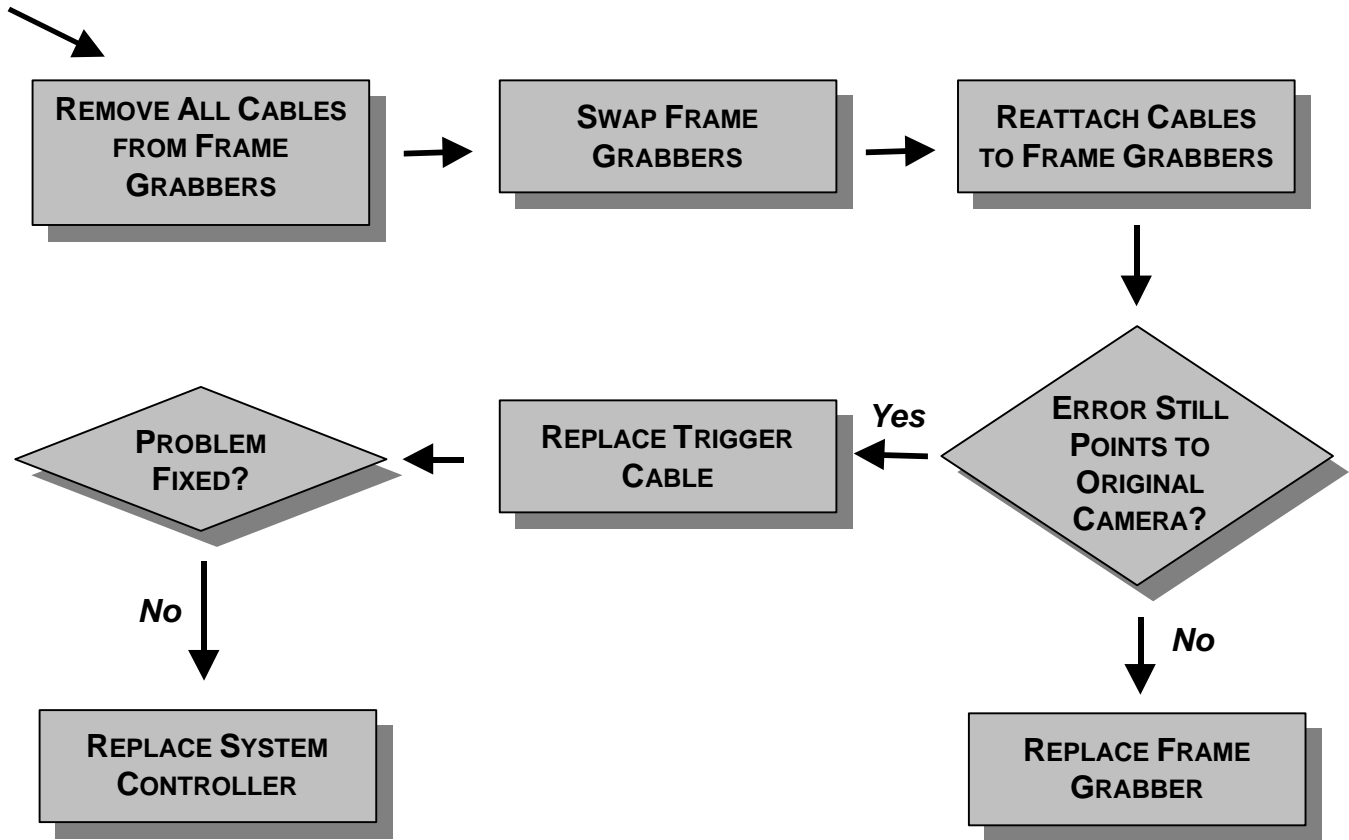 REMOVE ALL CABLES
FROM FRAME
GRABBERS
SWAP FRAME
GRABBERS
REATTACH CABLES
TO FRAME GRABBERS
ERROR STILL
POINTS TO
ORIGINAL
CAMERA?
Yes
REPLACE TRIGGER
CABLE
PROBLEM
FIXED?
No
REPLACE SYSTEM
CONTROLLER
No
REPLACE FRAME
GRABBER